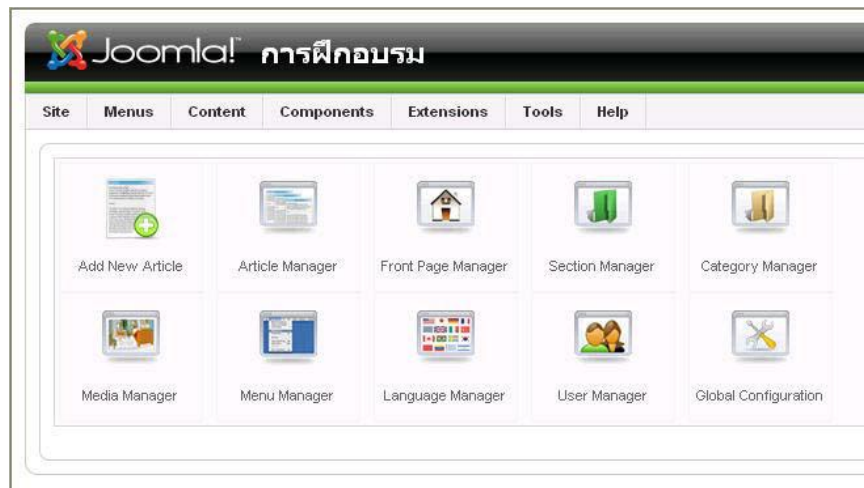 Joomla!™ การฝึกอบรม
Site Menus Content Components Extensions Tools Help
Add New Article Article Manager Front Page Manager Section Manager Category Manager
Media Manager Menu Manager Language Manager User Manager Global Configuration